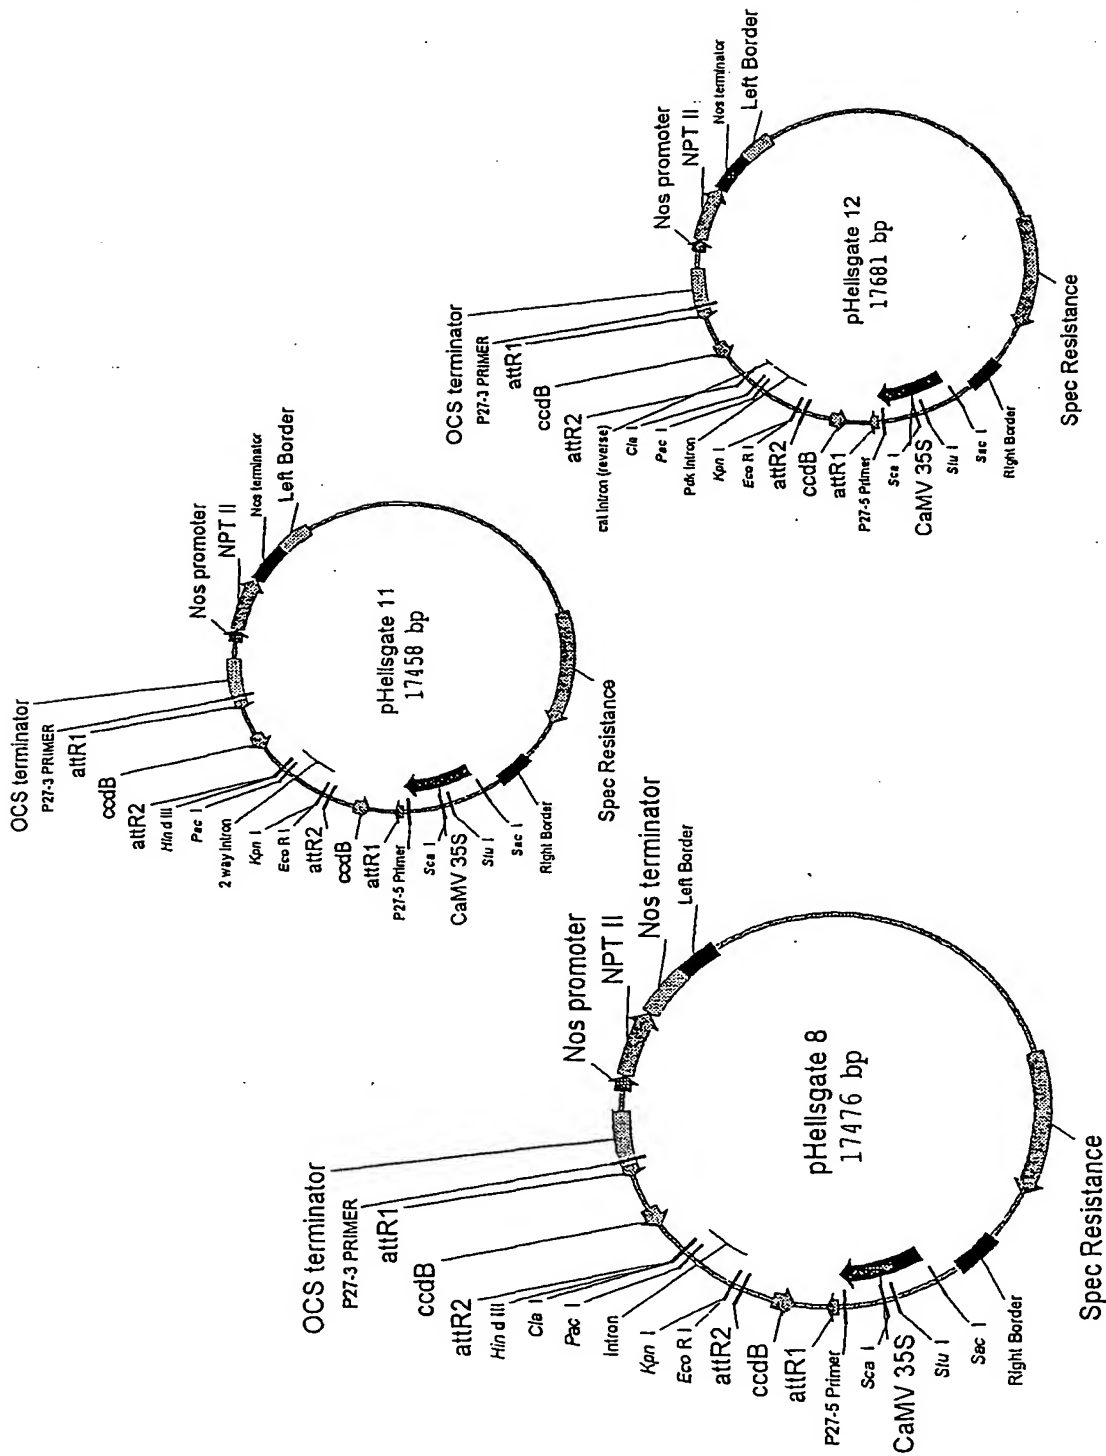 OCS terminator
P27-3 PRIMER
attR1
ccdB
attR2
Hin d III
Cla I
Pac I
Intron
Kpn I
Eco R I
attR2
ccdB
attR1
P27-5 Primer
Sca I
CaMV 35S
Stu I
Sac I
Right Border
Spec Resistance
Nos promoter
NPT II
Nos terminator
Left Border
pHellsgate 8
17476 bp
OCS terminator
P27-3 PRIMER
attR1
ccdB
attR2
Hin d III
Pac I
2 way Intron
Kpn I
Eco R I
attR2
ccdB
attR1
P27-5 Primer
Sca I
CaMV 35S
Stu I
Sac I
Right Border
Spec Resistance
Nos promoter
NPT II
Nos terminator
Left Border
pHellsgate 11
17458 bp
OCS terminator
P27-3 PRIMER
attR1
ccdB
attR2
cat Intron (reverse)
Cla I
Pac I
Pdk Intron
Kpn I
Eco R I
attR2
ccdB
attR1
P27-5 Primer
Sca I
CaMV 35S
Stu I
Sac I
Right Border
Spec Resistance
Nos promoter
NPT II
Nos terminator
Left Border
pHellsgate 12
17681 bp